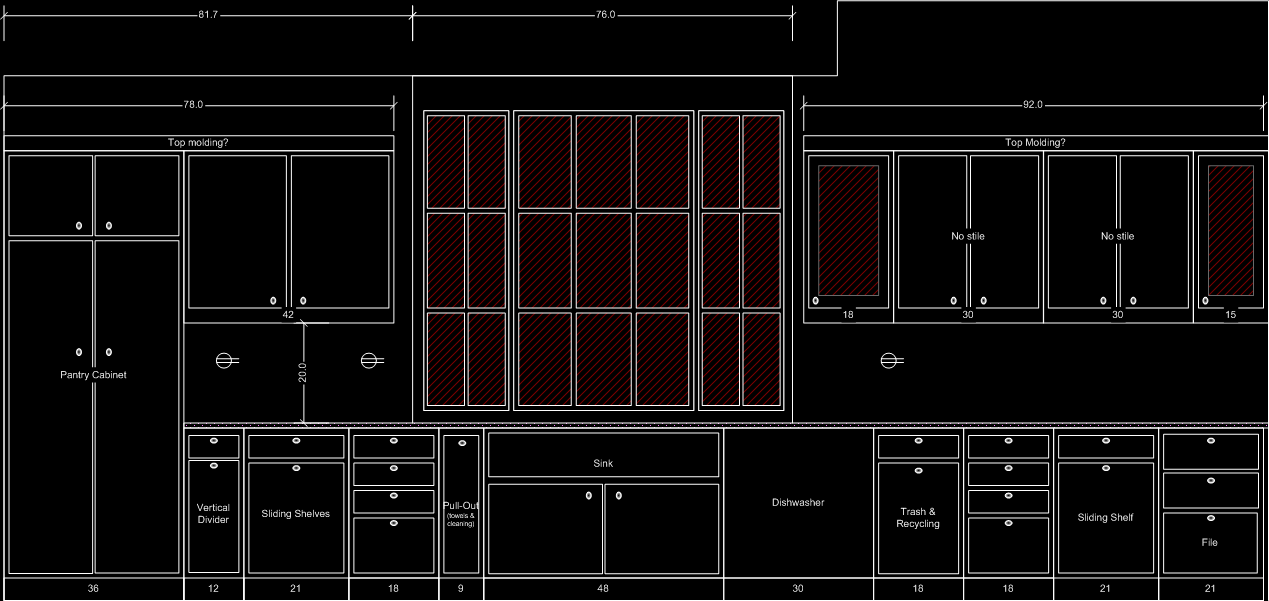 81.7
76.0
78.0
92.0
Top molding?
Top Molding?
No stile
No stile
42
18
30
30
15
20.0
Pantry Cabinet
Sink
Vertical
Divider
Sliding Shelves
Pull-Out
(towels &
cleaning)
Dishwasher
Trash &
Recycling
Sliding Shelf
File
36
12
21
18
9
48
30
18
18
21
21